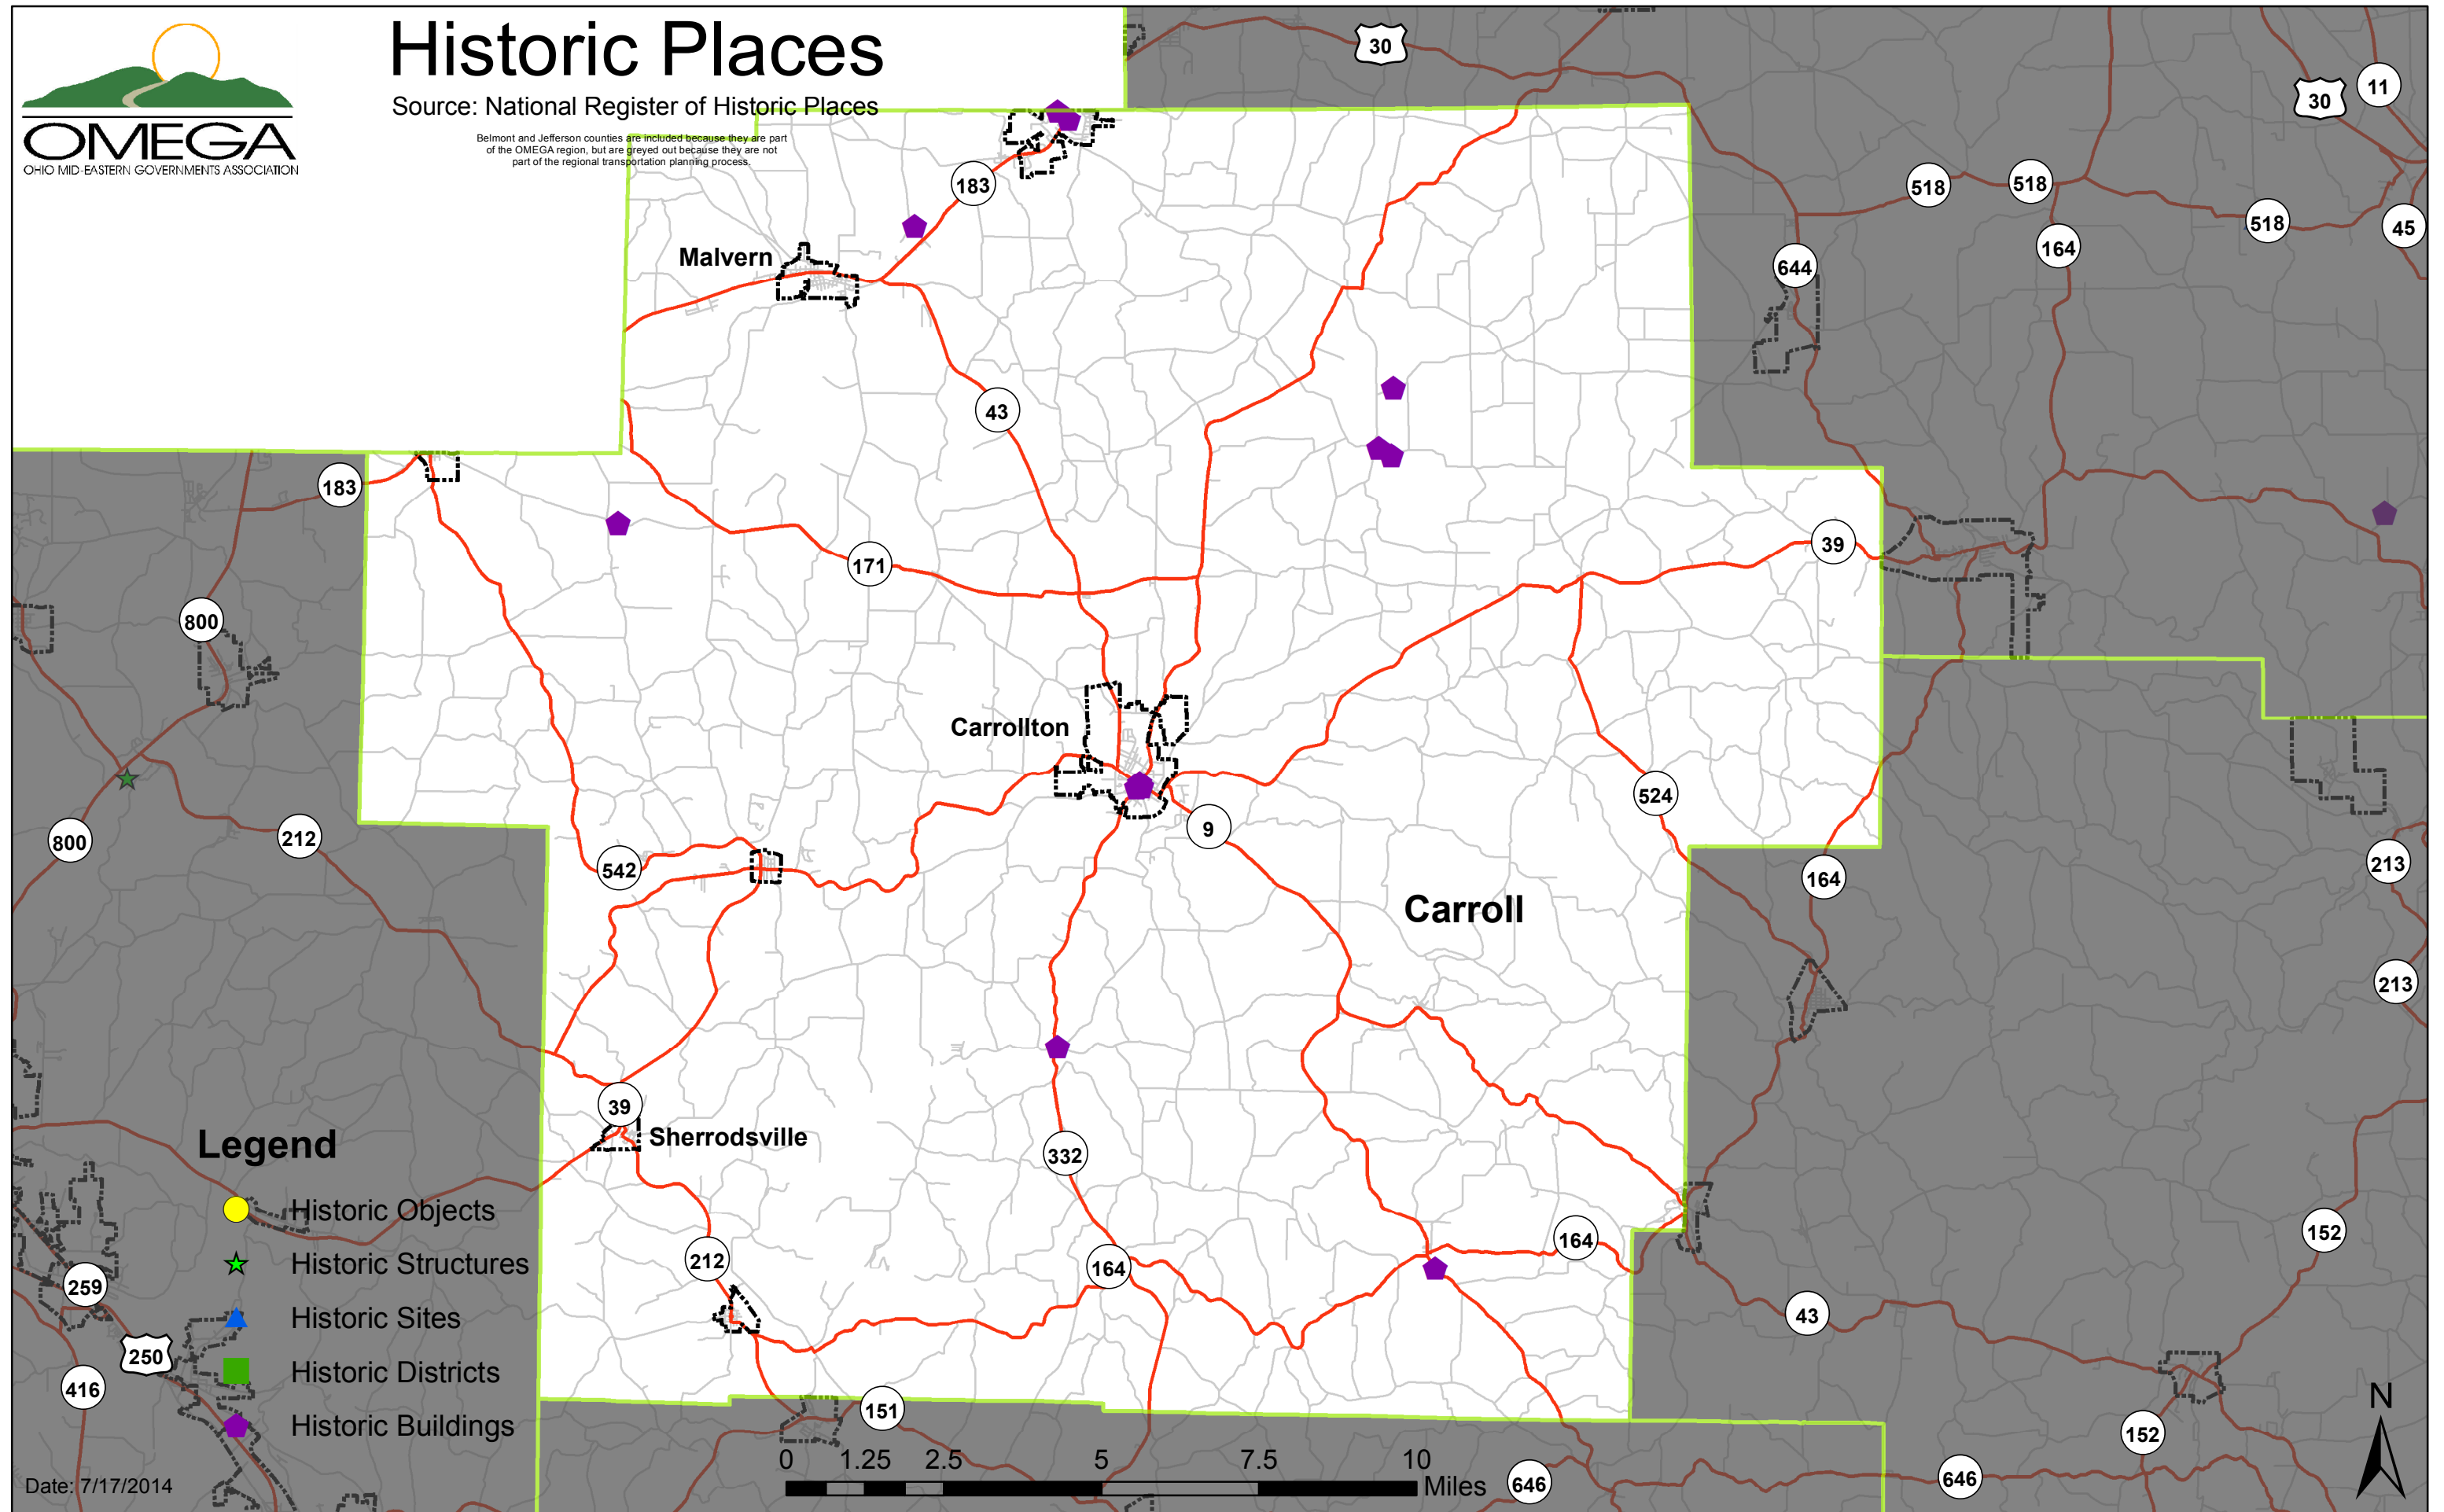 Historic Places
Source: National Register of Historic Places
Belmont and Jefferson counties are included because they are part
of the OMEGA region, but are greyed out because they are not
part of the regional transportation planning process.
OMEGA
OHIO MID-EASTERN GOVERNMENTS ASSOCIATION
30
30
11
183
518
518
518
45
164
644
Malvern
43
183
171
39
800
Carrollton
524
9
800
212
542
213
164
Carroll
213
39
Sherrodsville
332
Legend
Historic Objects
Historic Structures
Historic Sites
Historic Districts
Historic Buildings
212
164
164
152
259
43
250
416
151
N
152
0 1.25 2.5 5 7.5 10
Miles
646
646
Date: 7/17/2014